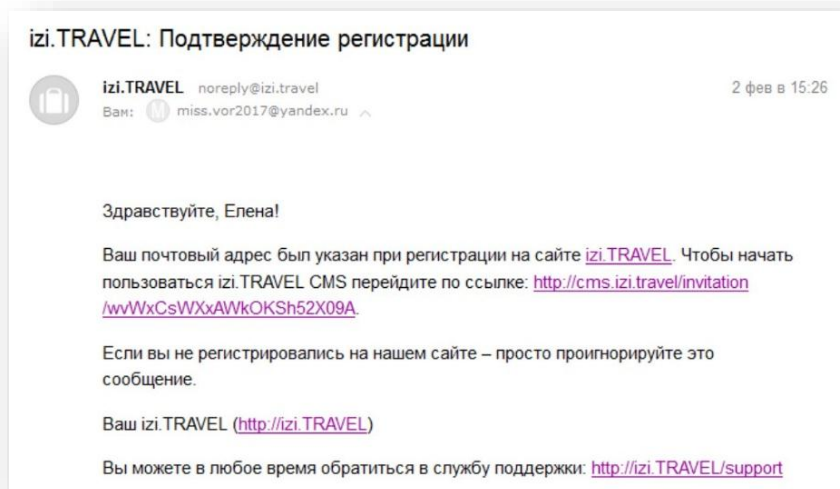 izi.TRAVEL: Подтверждение регистрации
izi.TRAVEL noreply@izi.travel 2 фев в 15:26
Вам: M miss.vor2017@yandex.ru
Здравствуйте, Елена!
Ваш почтовый адрес был указан при регистрации на сайте izi.TRAVEL. Чтобы начать
пользоваться izi.TRAVEL CMS перейдите по ссылке: http://cms.izi.travel/invitation
/wvWxCsWXxAWkOKSh52X09A.
Если вы не регистрировались на нашем сайте – просто проигнорируйте это
сообщение.
Ваш izi.TRAVEL (http://izi.TRAVEL)
Вы можете в любое время обратиться в службу поддержки: http://izi.TRAVEL/support